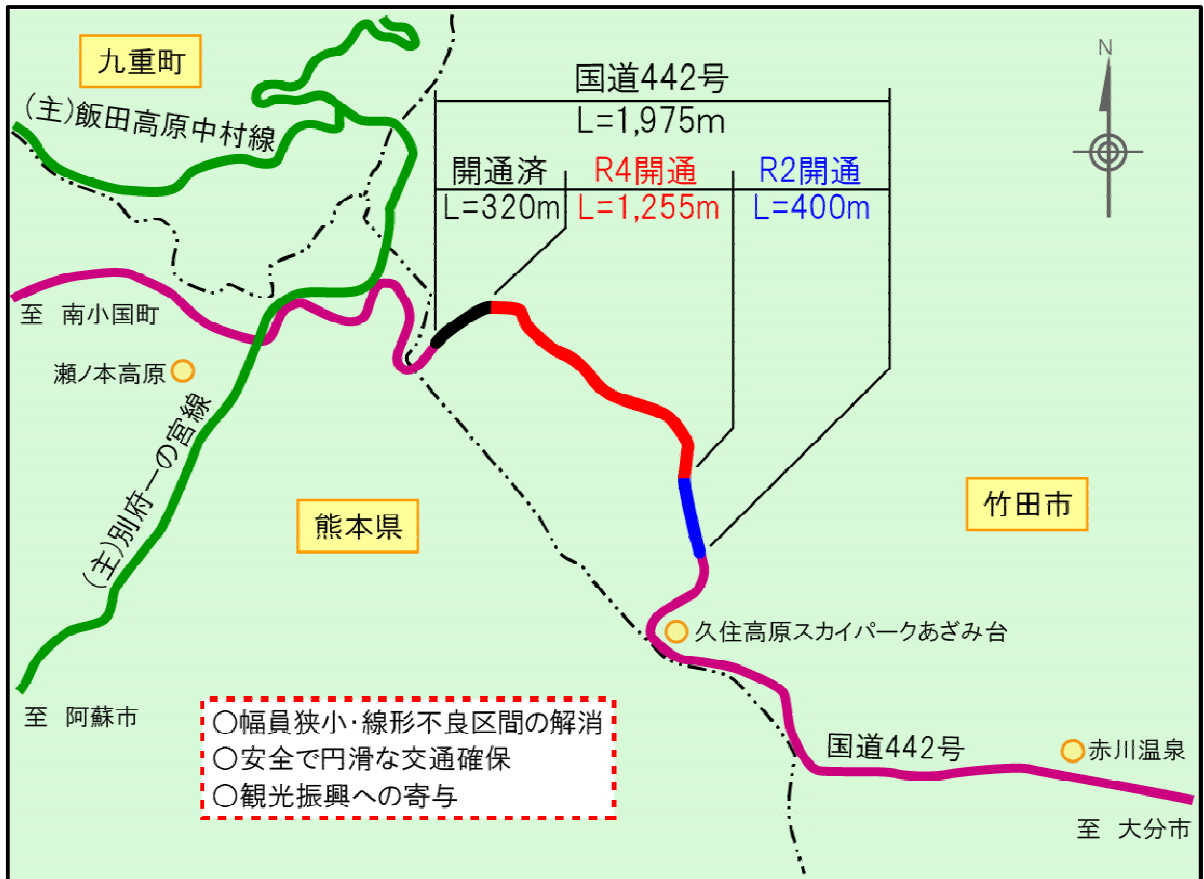 九重町
(主)飯田高原中村線
国道442号
L=1,975m
開通済
R4開通
R2開通
L=320m
L=1,255m
L=400m
N
至 南小国町
瀬ノ本高原
(主)別府一の宮線
熊本県
竹田市
久住高原スカイパークあざみ台
至 阿蘇市
○幅員狭小・線形不良区間の解消
○安全で円滑な交通確保
○観光振興への寄与
国道442号
赤川温泉
至 大分市